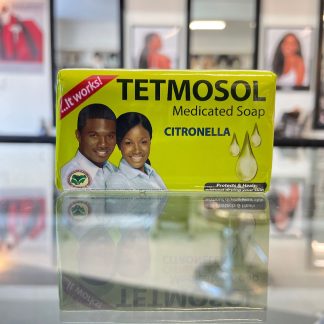 ...It works!
TETMOSOL
Medicated Soap
CITRONELLA
Protects & Heals